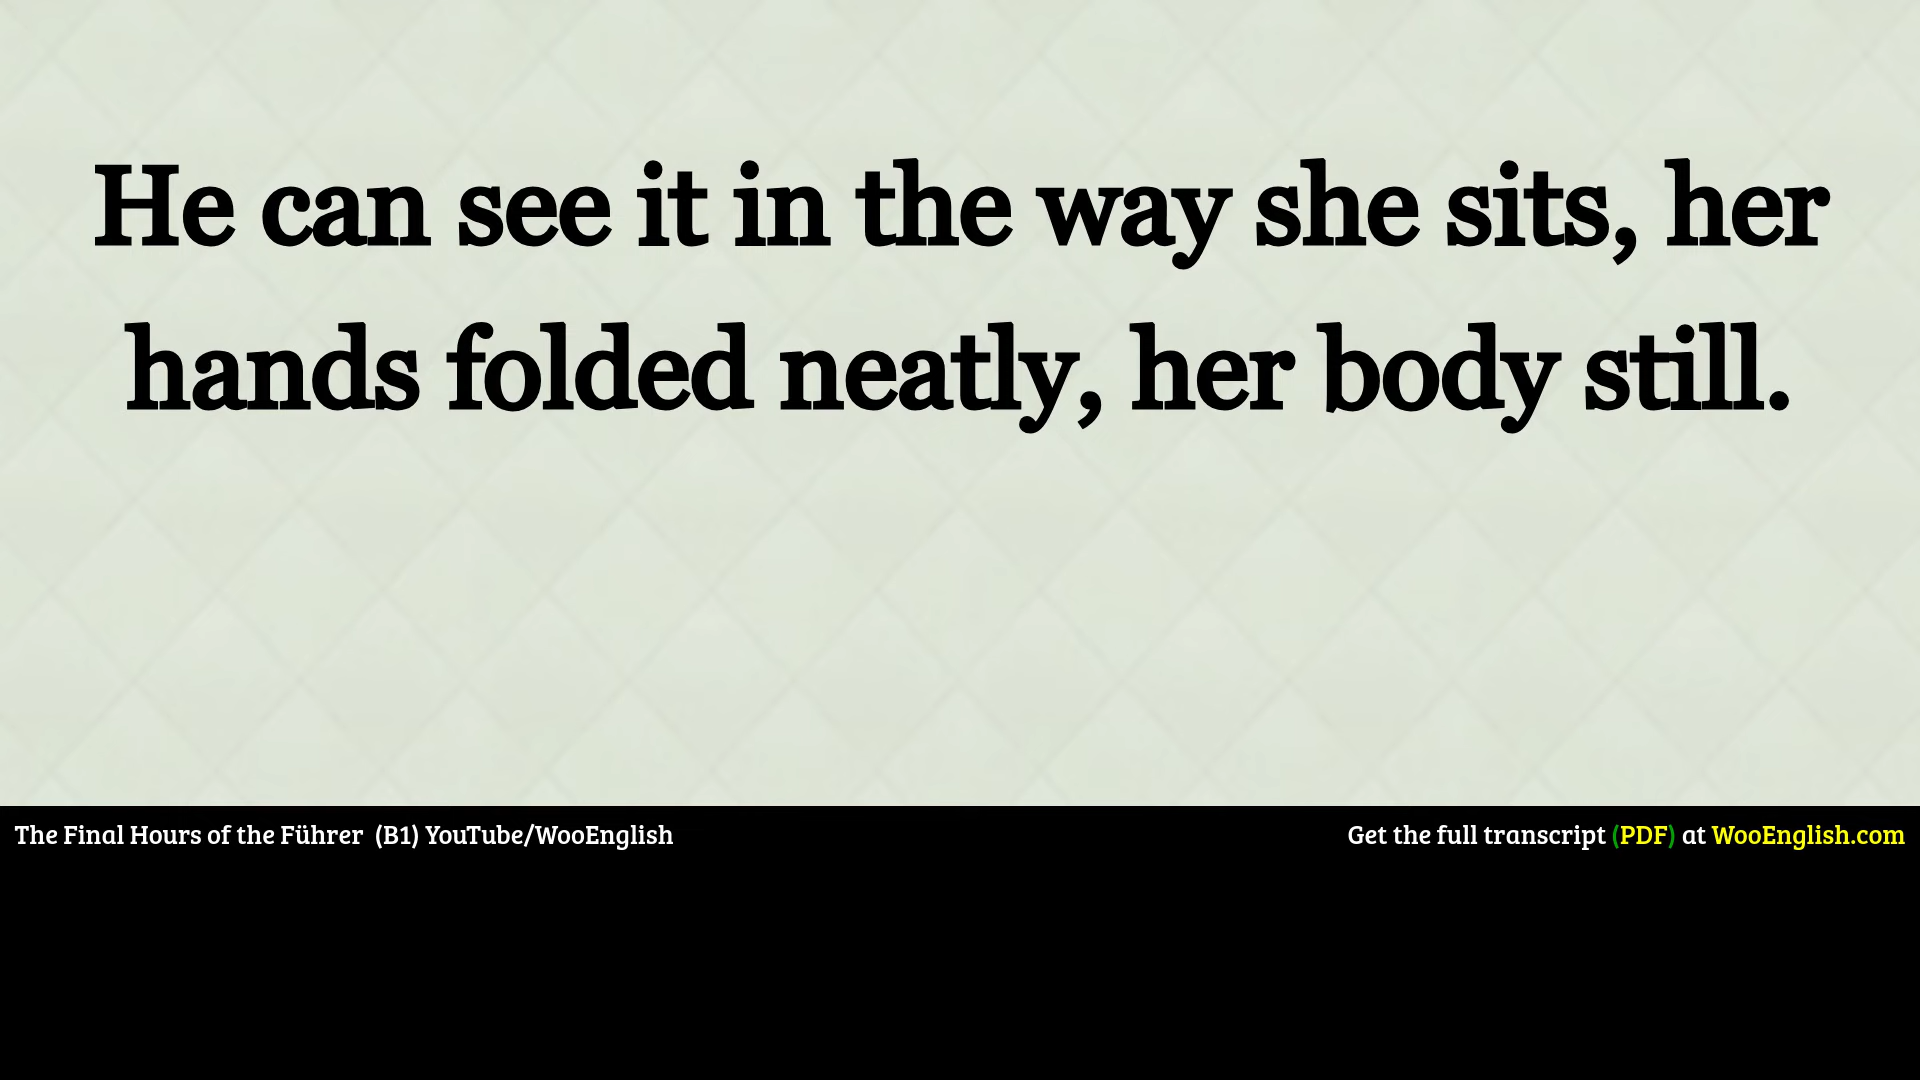 He can see it in the way she sits, her
hands folded neatly, her body still.
The Final Hours of the Führer (B1) YouTube/WooEnglish
Get the full transcript (PDF) at WooEnglish.com